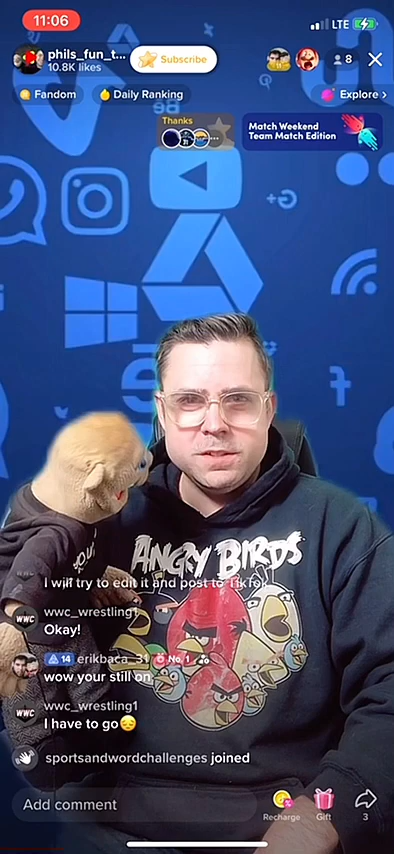 11:06
LTE
phils_fun_t...
10.8K likes
Subscribe
8
Fandom
Daily Ranking
Explore >
Thanks
Match Weekend
Team Match Edition
ANGRY BIRDS
I will try to edit it and post to TikTok
wwc_wrestling1
Okay!
14 erikbaca_31 No. 1
wow your still on
wwc_wrestling1
I have to go
sportsandwordchallenges joined
Add comment
Recharge
Gift
3